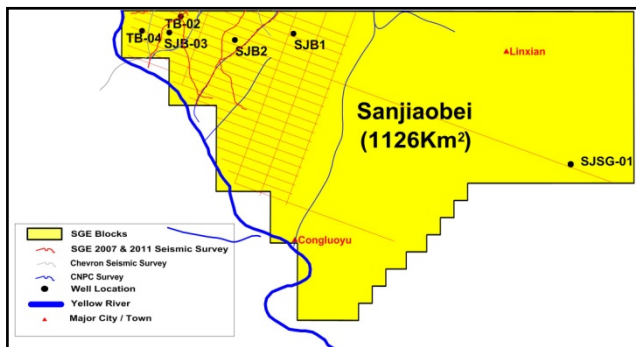 TB-02
TB-04
SJB-03
SJB2
SJB1
Linxian
Sanjiaobei
(1126Km²)
SJSG-01
Congluoyu
SGE Blocks
SGE 2007 & 2011 Seismic Survey
Chevron Seismic Survey
CNPC Survey
Well Location
Yellow River
Major City / Town